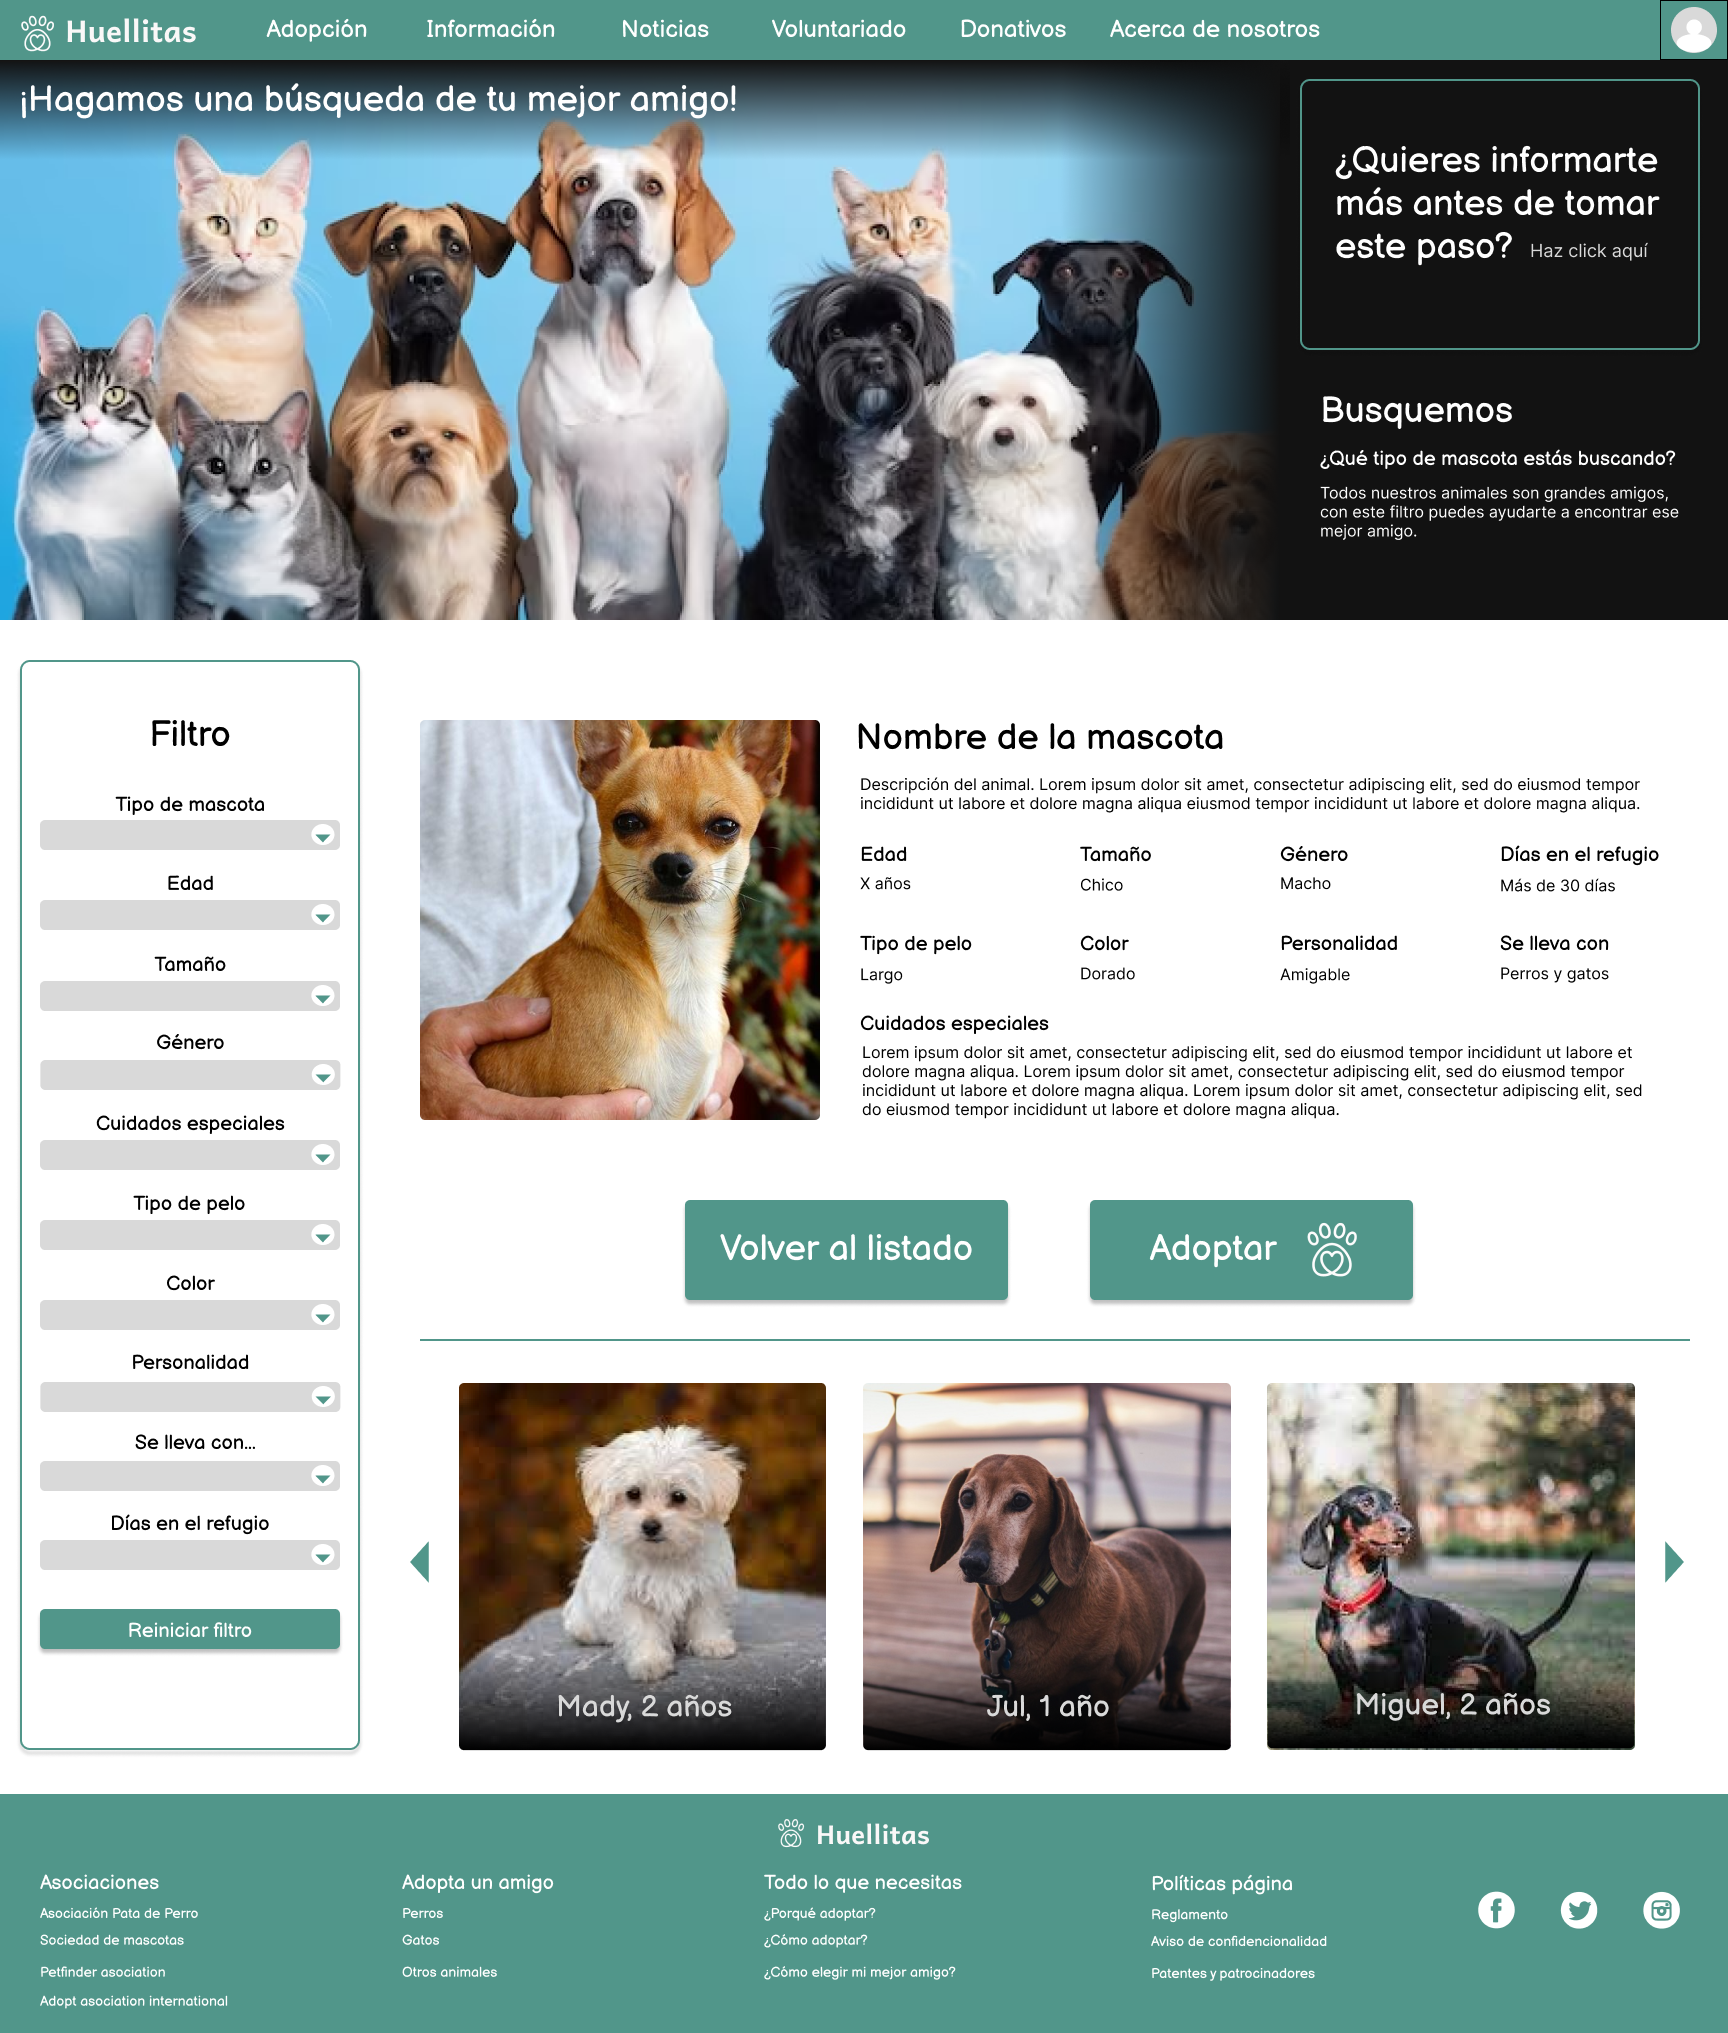 Huellitas
Adopción
Información
Noticias
Voluntariado
Donativos
Acerca de nosotros
¡Hagamos una búsqueda de tu mejor amigo!
¿Quieres informarte
más antes de tomar
este paso? Haz click aquí
Busquemos
¿Qué tipo de mascota estás buscando?
Todos nuestros animales son grandes amigos,
con este filtro puedes ayudarte a encontrar ese
mejor amigo.
Filtro
Tipo de mascota
Edad
Tamaño
Género
Cuidados especiales
Tipo de pelo
Color
Personalidad
Se lleva con...
Días en el refugio
Reiniciar filtro
Nombre de la mascota
Descripción del animal. Lorem ipsum dolor sit amet, consectetur adipiscing elit, sed do eiusmod tempor
incididunt ut labore et dolore magna aliqua eiusmod tempor incididunt ut labore et dolore magna aliqua.
Edad
X años
Tamaño
Chico
Género
Macho
Días en el refugio
Más de 30 días
Tipo de pelo
Largo
Color
Dorado
Personalidad
Amigable
Se lleva con
Perros y gatos
Cuidados especiales
Lorem ipsum dolor sit amet, consectetur adipiscing elit, sed do eiusmod tempor incididunt ut labore et
dolore magna aliqua. Lorem ipsum dolor sit amet, consectetur adipiscing elit, sed do eiusmod tempor
incididunt ut labore et dolore magna aliqua. Lorem ipsum dolor sit amet, consectetur adipiscing elit, sed
do eiusmod tempor incididunt ut labore et dolore magna aliqua.
Volver al listado
Adoptar
Mady, 2 años
Jul, 1 año
Miguel, 2 años
Huellitas
Asociaciones
Asociación Pata de Perro
Sociedad de mascotas
Petfinder asociation
Adopt asociation international
Adopta un amigo
Perros
Gatos
Otros animales
Todo lo que necesitas
¿Porqué adoptar?
¿Cómo adoptar?
¿Cómo elegir mi mejor amigo?
Políticas página
Reglamento
Aviso de confidencionalidad
Patentes y patrocinadores